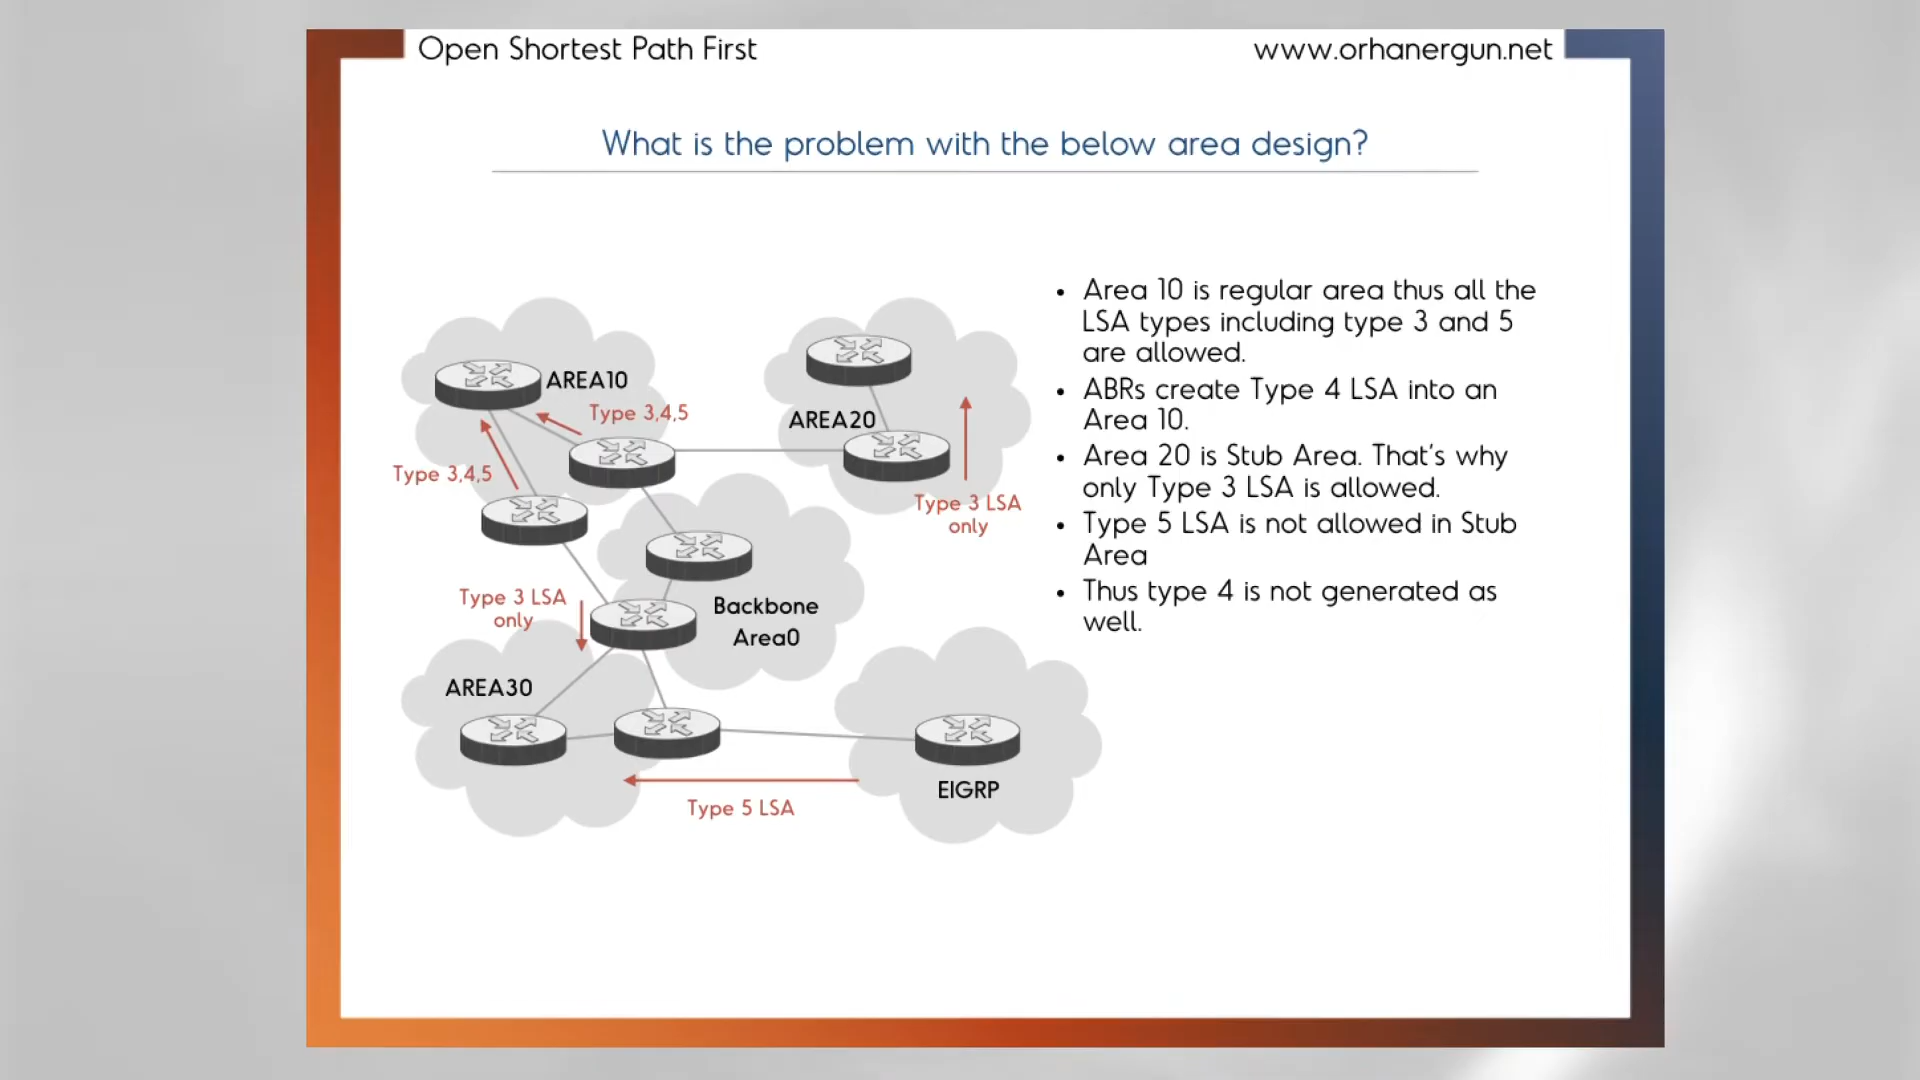 Open Shortest Path First
www.orhanergun.net
What is the problem with the below area design?
AREA10
Type 3,4,5
Type 3,4,5
AREA20
Type 3 LSA
only
Type 3 LSA
only
Backbone
Area0
AREA30
EIGRP
Type 5 LSA
• Area 10 is regular area thus all the
LSA types including type 3 and 5
are allowed.
• ABRs create Type 4 LSA into an
Area 10.
• Area 20 is Stub Area. That's why
only Type 3 LSA is allowed.
• Type 5 LSA is not allowed in Stub
Area
• Thus type 4 is not generated as
well.